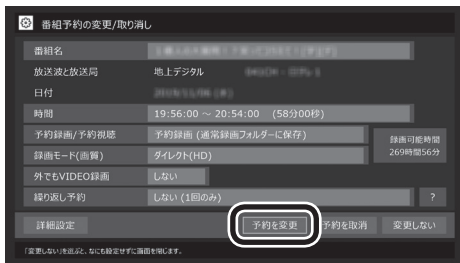 番組予約の変更/取り消し
番組名
放送波と放送局 地上デジタル
日付
時間 19:56:00 ～ 20:54:00 (58分00秒)
予約録画/予約視聴 予約録画 (通常録画フォルダーに保存)
録画可能時間
269時間56分
録画モード(画質) ダイレクト(HD)
外でもVIDEO録画 しない
繰り返し予約 しない (1回のみ) ?
詳細設定 予約を変更 予約を取消 変更しない
「変更しない」を選ぶと、なにも設定せずに画面を閉じます。